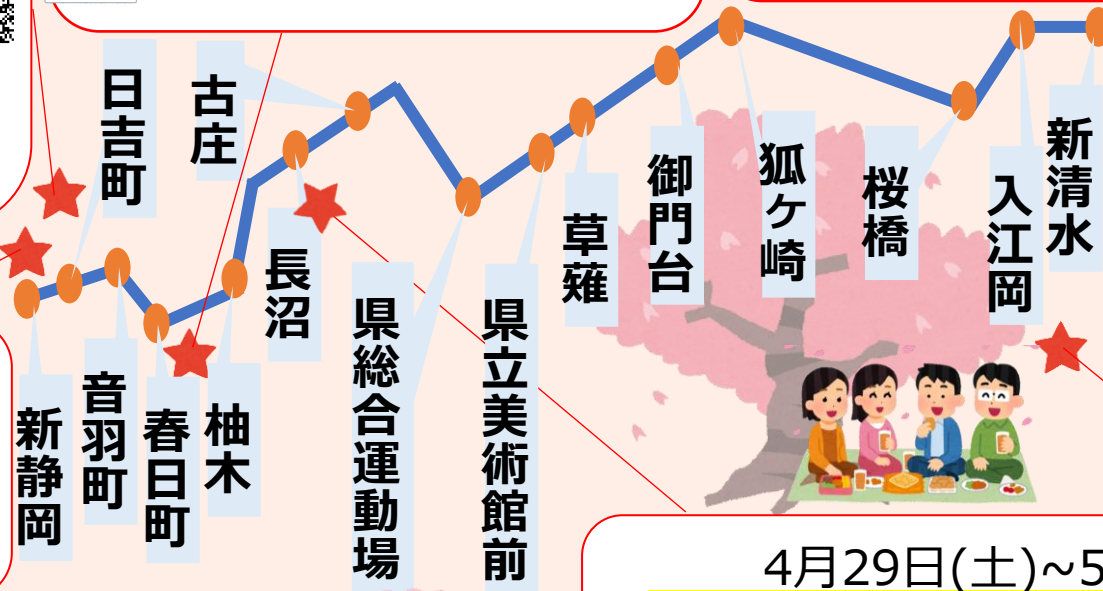 新静岡
日吉町
音羽町
春日町
柚木
長沼
古庄
県総合運動場
県立美術館前
草薙
御門台
狐ケ崎
桜橋
入江岡
新清水
4月29日(土)~5